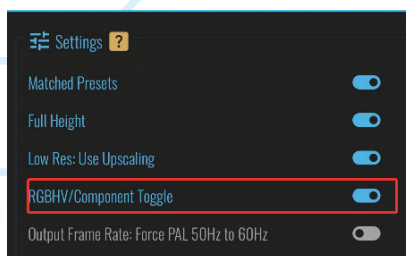 Settings ?
Matched Presets
Full Height
Low Res: Use Upscaling
RGBHV/Component Toggle
Output Frame Rate: Force PAL 50Hz to 60Hz